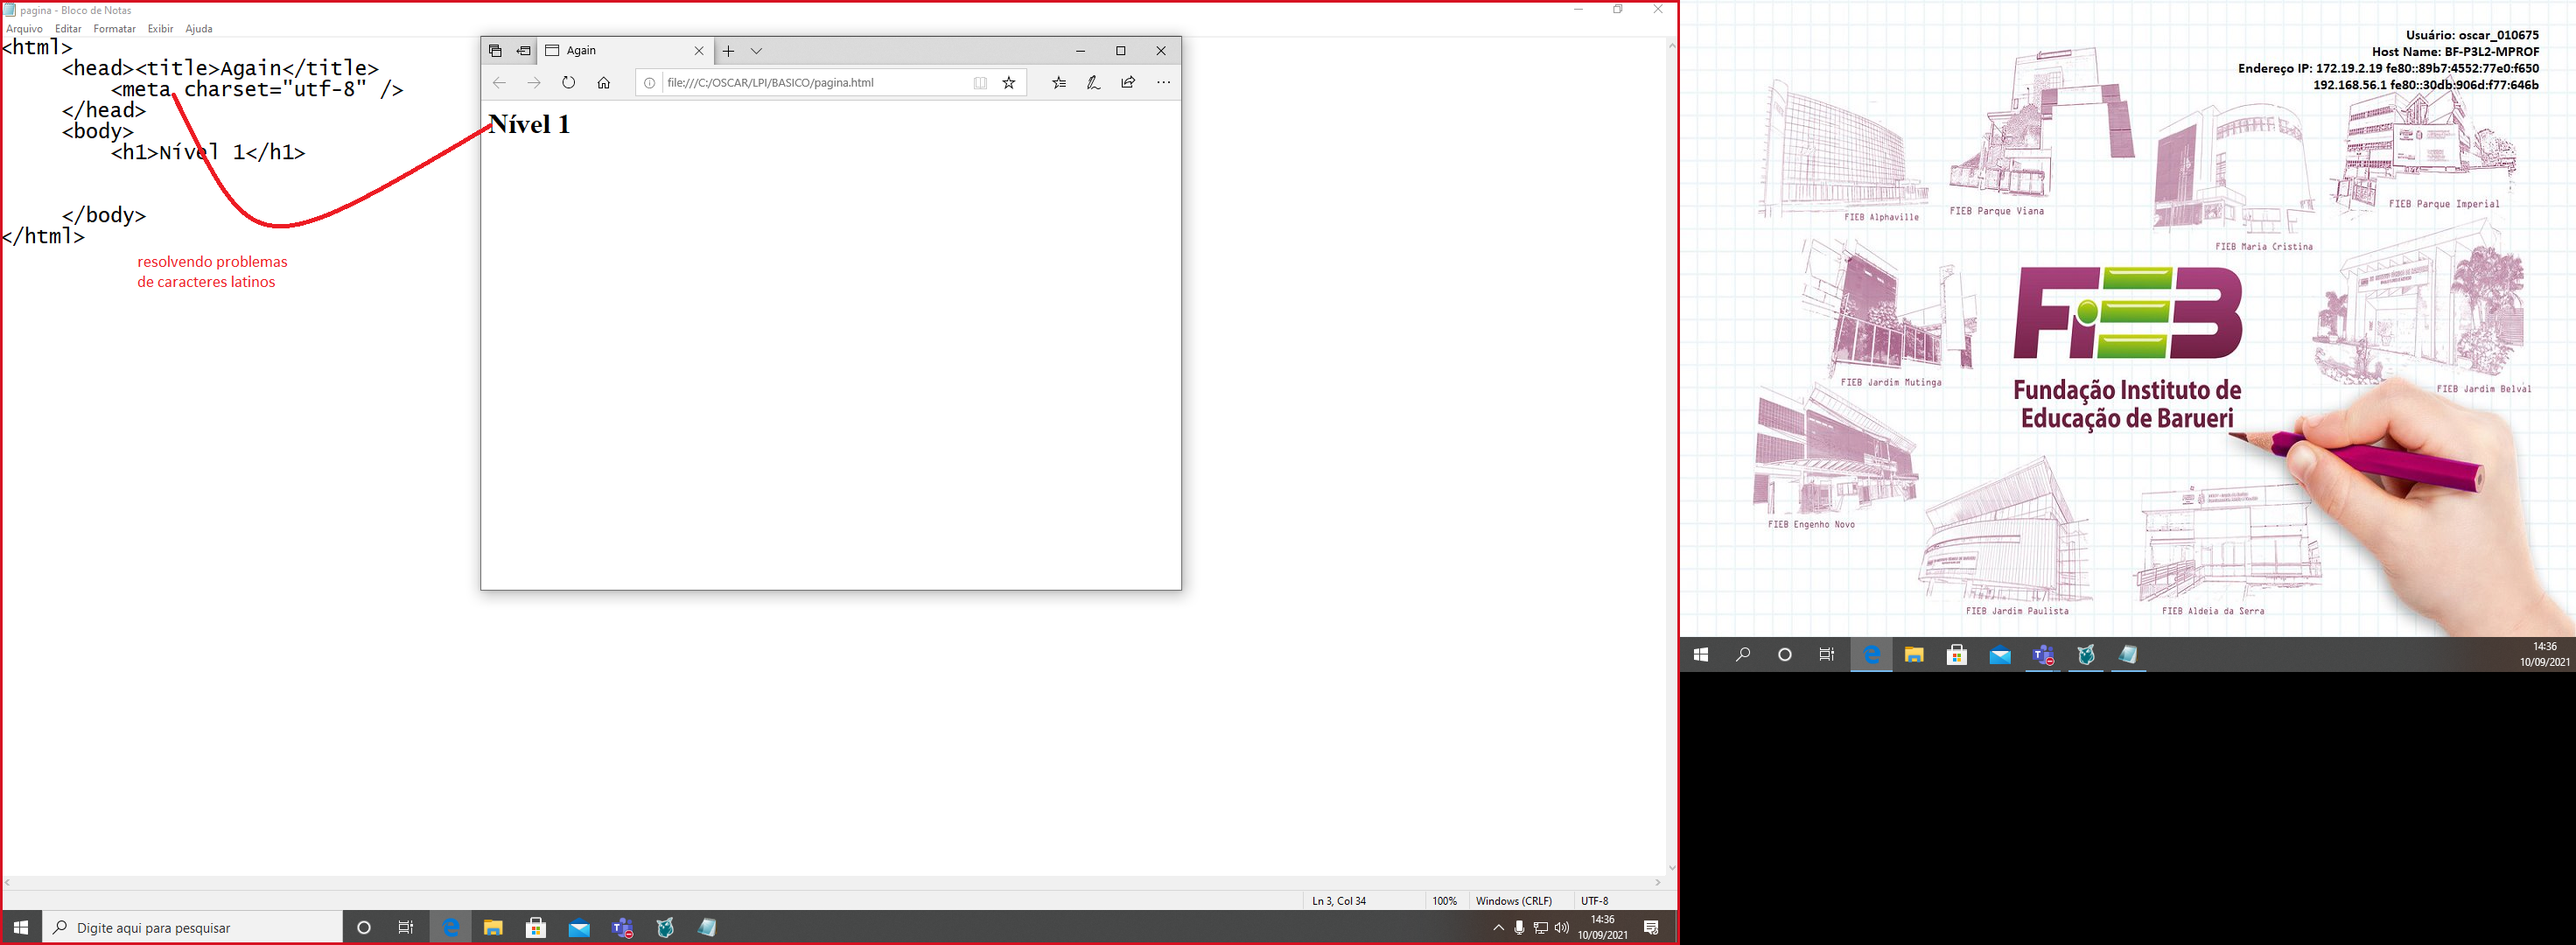 pagina - Bloco de Notas
Arquivo Editar Formatar Exibir Ajuda
<html>
<head><title>Again</title>
<meta charset="utf-8" />
</head>
<body>
<h1>Nível 1</h1>
</body>
</html>
resolvendo problemas
de caracteres latinos
Again
file:///C:/OSCAR/LPI/BASICO/pagina.html
Nível 1
Ln 3, Col 34 100% Windows (CRLF) UTF-8
Digite aqui para pesquisar
14:36
10/09/2021
Usuário: oscar_010675
Host Name: BF-P3L2-MPROF
Endereço IP: 172.19.2.19 fe80::89b7:4552:77e0:f650
192.168.56.1 fe80::30db:906d:f77:646b
FIEB Alphaville
FIEB Parque Viana
FIEB Maria Cristina
FIEB Parque Imperial
FIEB Jardim Mutinga
FIEB
FIEB Jardim Belval
Fundação Instituto de
Educação de Barueri
FIEB Engenho Novo
FIEB Jardim Paulista
FIEB Aldeia da Serra
14:36
10/09/2021